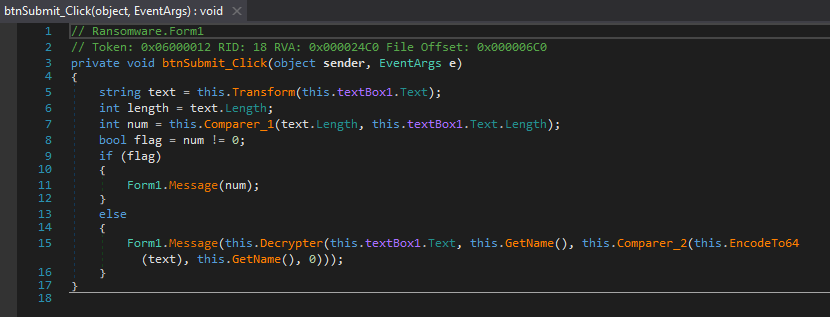 btnSubmit_Click(object, EventArgs) : void ×
1 // Ransomware.Form1
2 // Token: 0x06000012 RID: 18 RVA: 0x000024C0 File Offset: 0x000006C0
3 private void btnSubmit_Click(object sender, EventArgs e)
4 {
5 string text = this.Transform(this.textBox1.Text);
6 int length = text.Length;
7 int num = this.Comparer_1(text.Length, this.textBox1.Text.Length);
8 bool flag = num != 0;
9 if (flag)
10 {
11 Form1.Message(num);
12 }
13 else
14 {
15 Form1.Message(this.Decrypter(this.textBox1.Text, this.GetName(), this.Comparer_2(this.EncodeTo64
(text), this.GetName(), 0)));
16 }
17 }
18